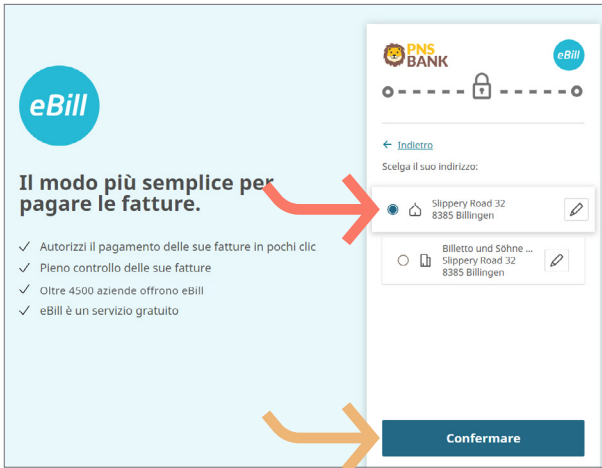 eBill
Il modo più semplice per
pagare le fatture.
Autorizzi il pagamento delle sue fatture in pochi clic
Pieno controllo delle sue fatture
Oltre 4500 aziende offrono eBill
eBill è un servizio gratuito
PNS
BANK
eBill
Indietro
Scelga il suo indirizzo:
Slippery Road 32
8385 Billingen
Billetto und Söhne ...
Slippery Road 32
8385 Billingen
Confermare